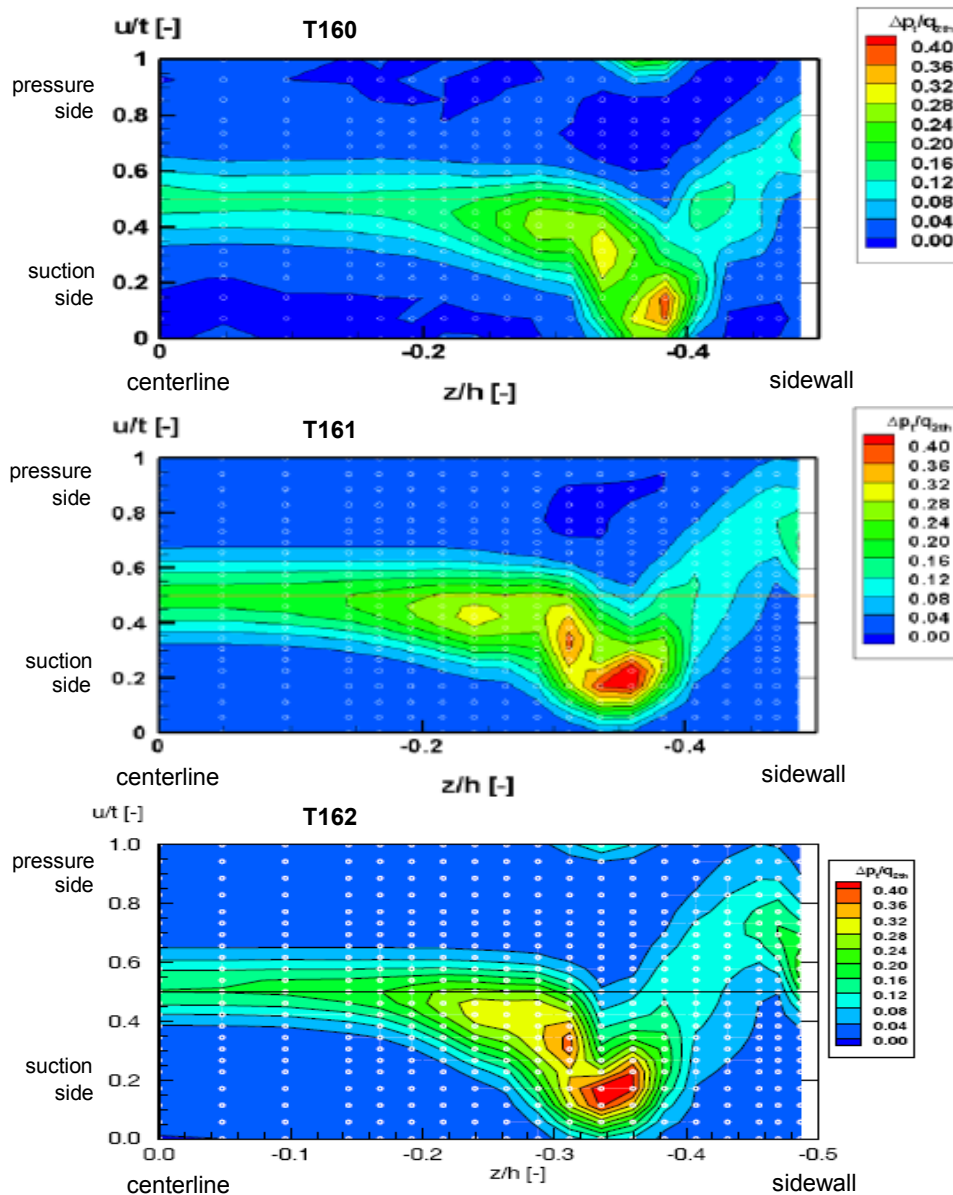 u/t [-]
T160
pressure side
suction side
1
0.8
0.6
0.4
0.2
0
0
-0.2
-0.4
centerline
z/h [-]
sidewall
Δpₜ/q₂ₜₕ
0.40
0.36
0.32
0.28
0.24
0.20
0.16
0.12
0.08
0.04
0.00
u/t [-]
T161
pressure side
suction side
1
0.8
0.6
0.4
0.2
0
0
-0.2
-0.4
centerline
z/h [-]
sidewall
Δpₜ/q₂ₜₕ
0.40
0.36
0.32
0.28
0.24
0.20
0.16
0.12
0.08
0.04
0.00
u/t [-]
T162
pressure side
suction side
1.0
0.8
0.6
0.4
0.2
0.0
0.0
-0.1
-0.2
-0.3
-0.4
-0.5
centerline
z/h [-]
sidewall
Δpₜ/q₂ₜₕ
0.40
0.36
0.32
0.28
0.24
0.20
0.16
0.12
0.08
0.04
0.00